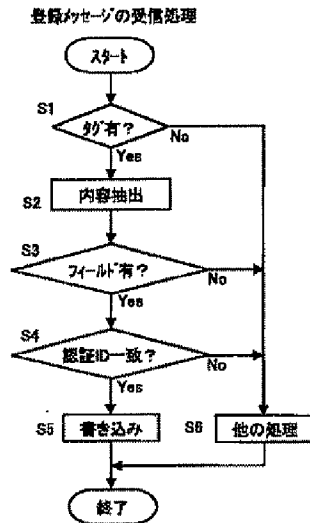 登録ﾒｯｾｰｼﾞの受信処理
スタート
S1
ﾀｸﾞ有?
No
Yes
S2
内容抽出
S3
ﾌｨｰﾙﾄﾞ有?
No
Yes
S4
認証ID一致?
No
Yes
S5
書き込み
S6
他の処理
終了